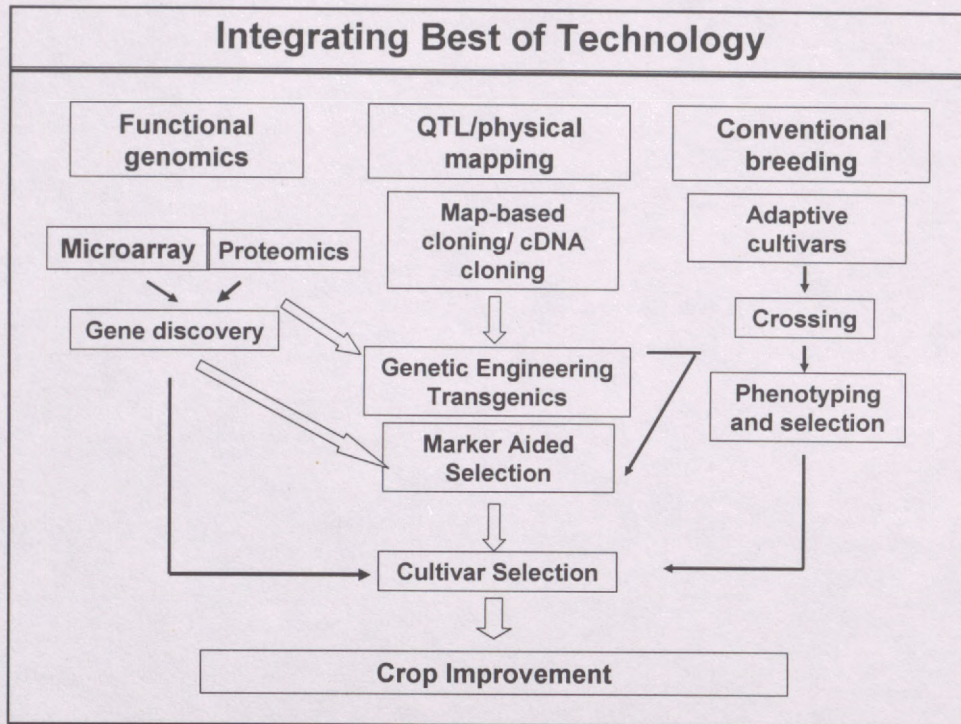 Integrating Best of Technology
Functional
genomics
QTL/physical
mapping
Conventional
breeding
Microarray
Proteomics
Gene discovery
Map-based
cloning/ cDNA
cloning
Adaptive
cultivars
Crossing
Genetic Engineering
Transgenics
Phenotyping
and selection
Marker Aided
Selection
Cultivar Selection
Crop Improvement